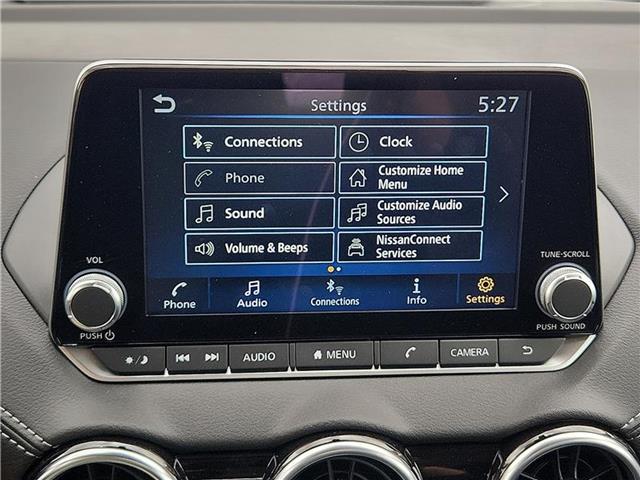 Settings 5:27
Connections Clock
Phone Customize Home
Menu
Sound Customize Audio
Sources
Volume & Beeps NissanConnect
Services
Phone Audio Connections Info Settings
VOL TUNE·SCROLL
PUSH PUSH SOUND
AUDIO MENU CAMERA